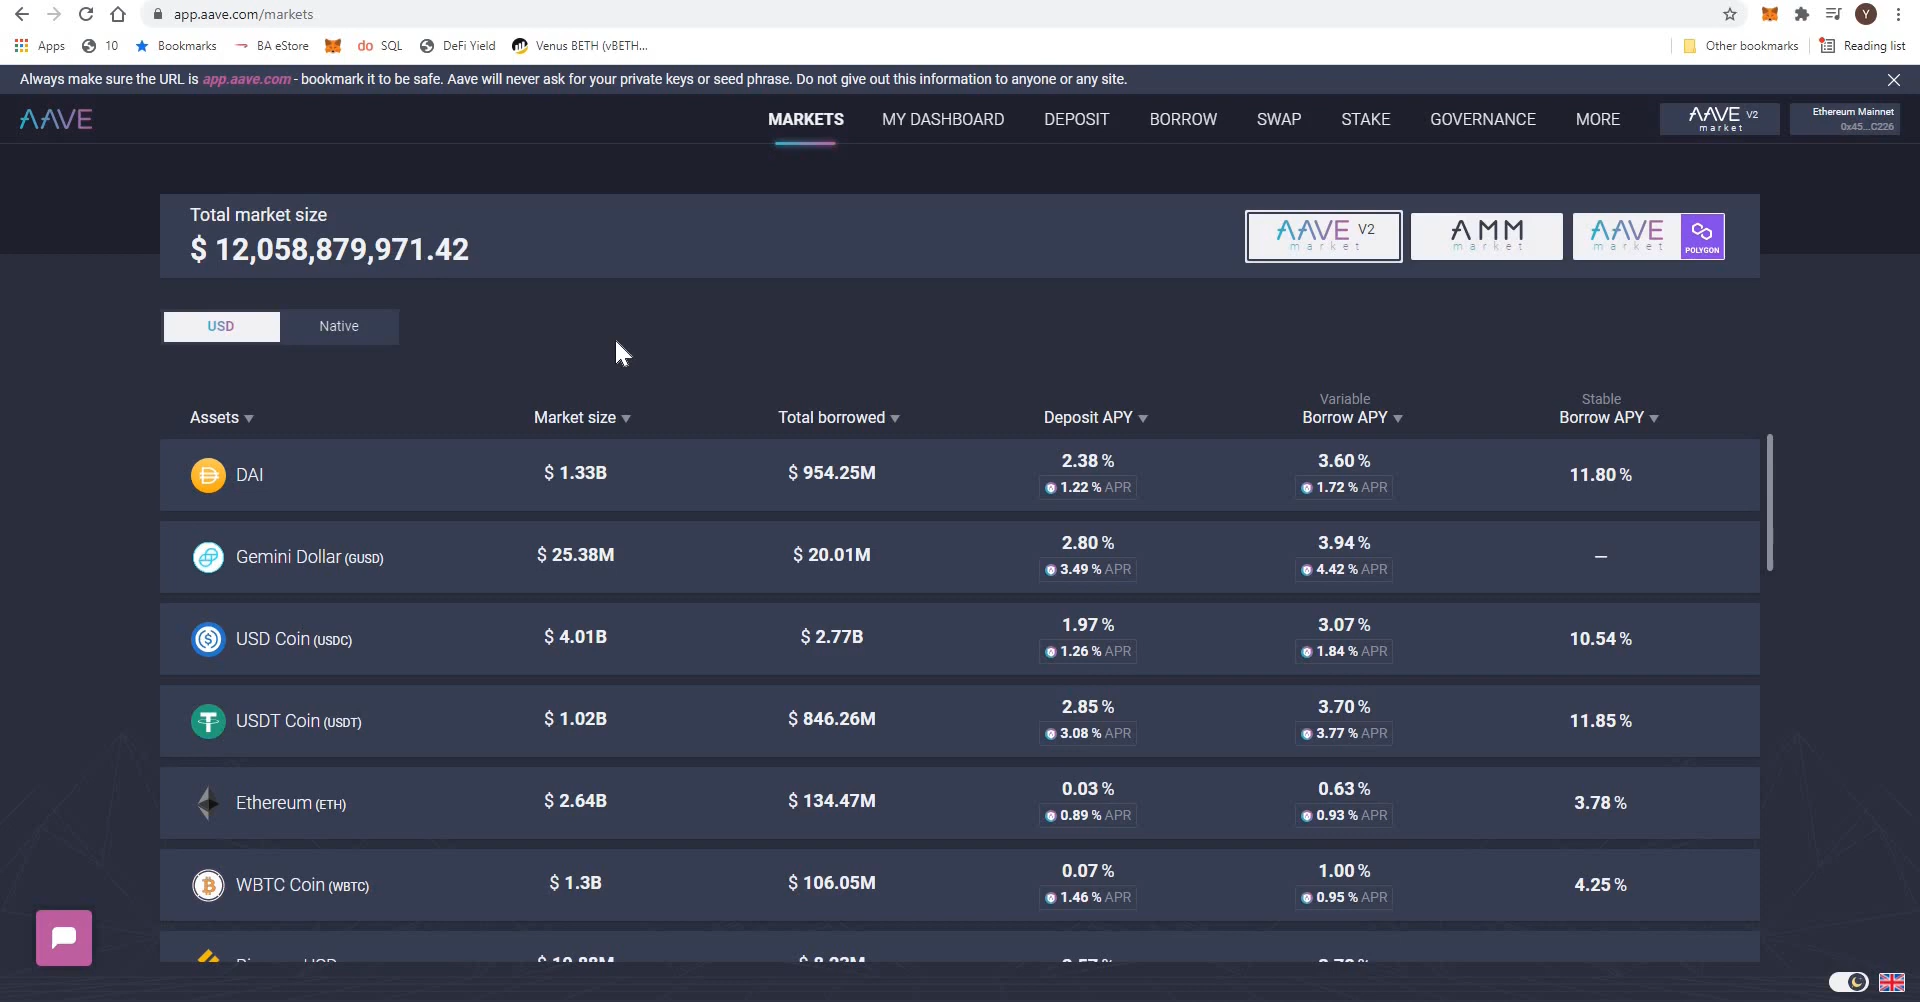 app.aave.com/markets
Y
Apps 10 Bookmarks BA eStore do SQL DeFi Yield Venus BETH (vBETH... Other bookmarks Reading list
Always make sure the URL is app.aave.com - bookmark it to be safe. Aave will never ask for your private keys or seed phrase. Do not give out this information to anyone or any site.
AAVE MARKETS MY DASHBOARD DEPOSIT BORROW SWAP STAKE GOVERNANCE MORE AAVE V2 market Ethereum Mainnet 0x45...C226
Total market size
$ 12,058,879,971.42
AAVE V2 market AMM market AAVE market POLYGON
USD Native
Variable Stable
Assets Market size Total borrowed Deposit APY Borrow APY Borrow APY
DAI $ 1.33B $ 954.25M 2.38 % 3.60 % 11.80 %
1.22 % APR 1.72 % APR
Gemini Dollar (GUSD) $ 25.38M $ 20.01M 2.80 % 3.94 % —
3.49 % APR 4.42 % APR
USD Coin (USDC) $ 4.01B $ 2.77B 1.97 % 3.07 % 10.54 %
1.26 % APR 1.84 % APR
USDT Coin (USDT) $ 1.02B $ 846.26M 2.85 % 3.70 % 11.85 %
3.08 % APR 3.77 % APR
Ethereum (ETH) $ 2.64B $ 134.47M 0.03 % 0.63 % 3.78 %
0.89 % APR 0.93 % APR
WBTC Coin (WBTC) $ 1.3B $ 106.05M 0.07 % 1.00 % 4.25 %
1.46 % APR 0.95 % APR